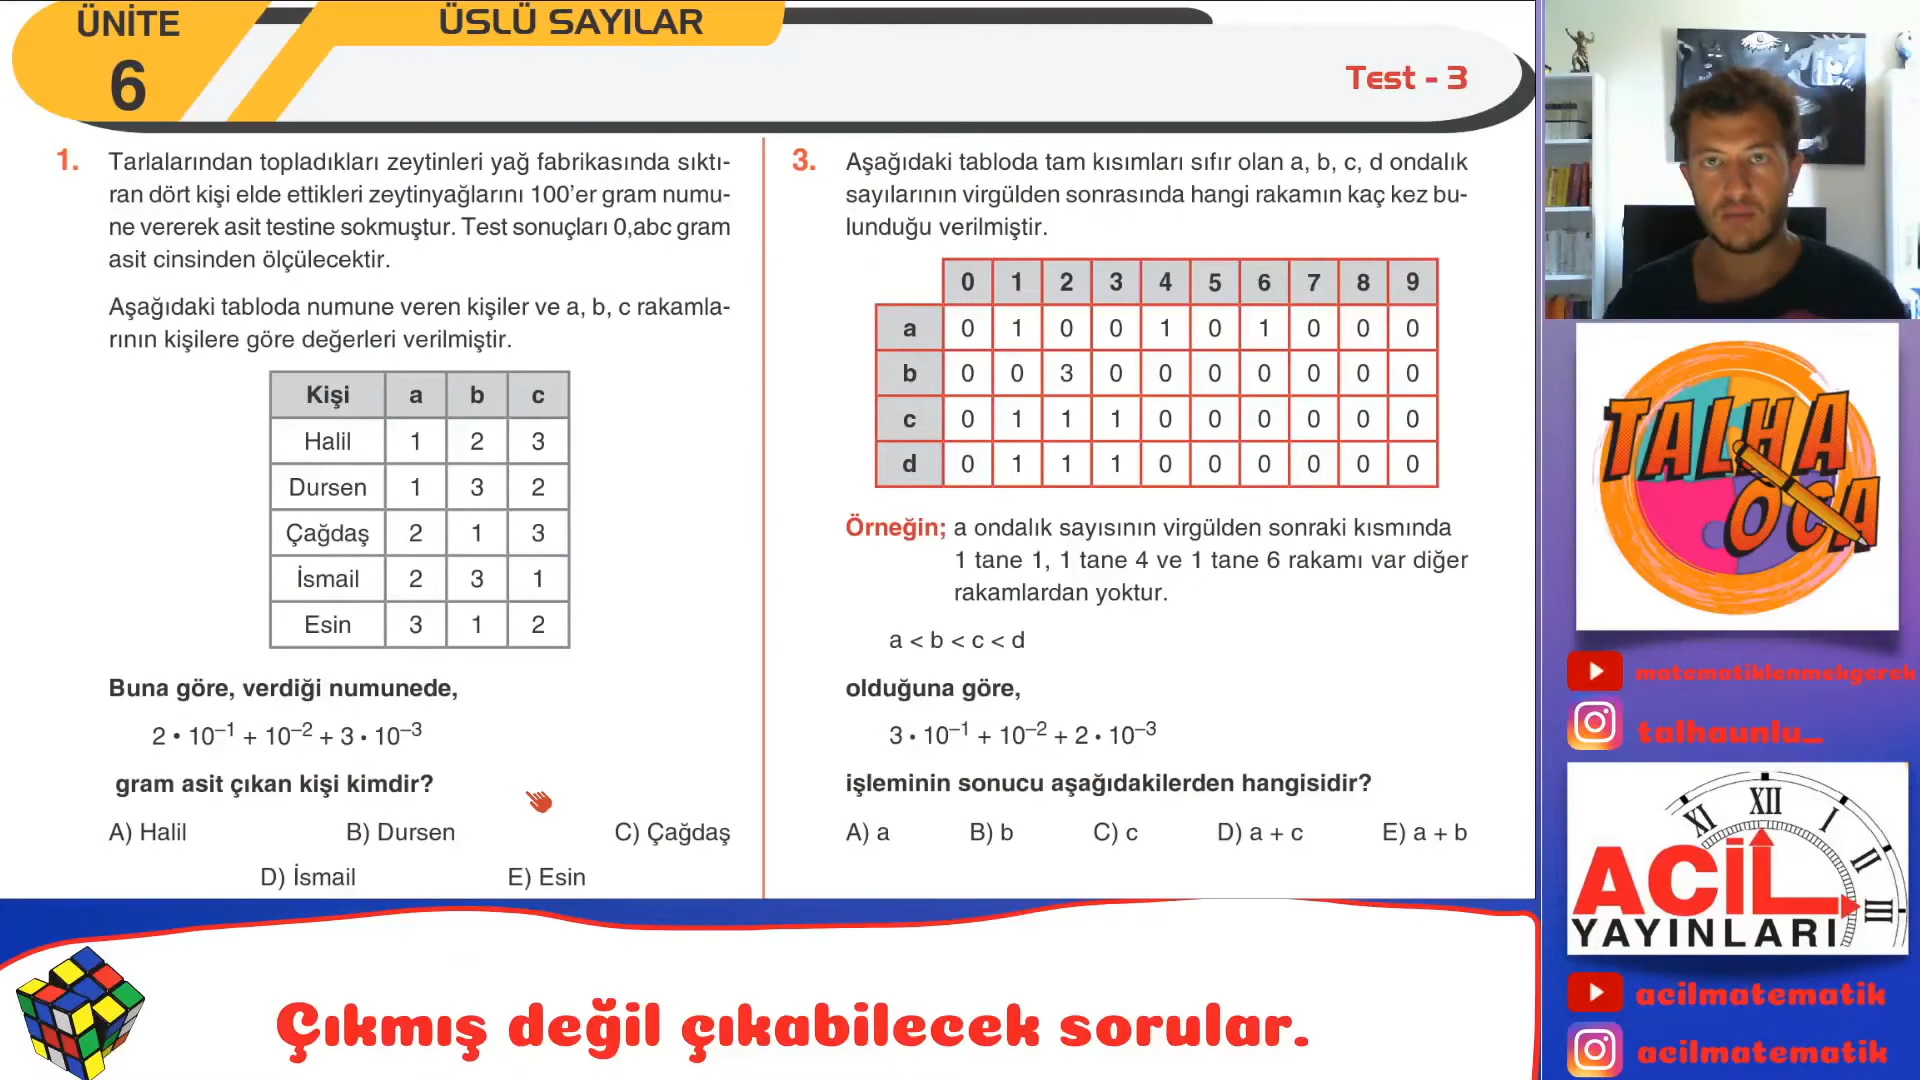 ÜNİTE
6
ÜSLÜ SAYILAR
Test - 3
1.
Tarlalarından topladıkları zeytinleri yağ fabrikasında sıktı-
ran dört kişi elde ettikleri zeytinyağlarını 100'er gram numu-
ne vererek asit testine sokmuştur. Test sonuçları 0,abc gram
asit cinsinden ölçülecektir.
Aşağıdaki tabloda numune veren kişiler ve a, b, c rakamla-
rının kişilere göre değerleri verilmiştir.
Kişi a b c
Halil 1 2 3
Dursen 1 3 2
Çağdaş 2 1 3
İsmail 2 3 1
Esin 3 1 2
Buna göre, verdiği numunede,
2 • 10⁻¹ + 10⁻² + 3 • 10⁻³
gram asit çıkan kişi kimdir?
A) Halil B) Dursen C) Çağdaş
D) İsmail E) Esin
3.
Aşağıdaki tabloda tam kısımları sıfır olan a, b, c, d ondalık
sayılarının virgülden sonrasında hangi rakamın kaç kez bu-
lunduğu verilmiştir.
0 1 2 3 4 5 6 7 8 9
a 0 1 0 0 1 0 1 0 0 0
b 0 0 3 0 0 0 0 0 0 0
c 0 1 1 1 0 0 0 0 0 0
d 0 1 1 1 0 0 0 0 0 0
Örneğin; a ondalık sayısının virgülden sonraki kısmında
1 tane 1, 1 tane 4 ve 1 tane 6 rakamı var diğer
rakamlardan yoktur.
a < b < c < d
olduğuna göre,
3 • 10⁻¹ + 10⁻² + 2 • 10⁻³
işleminin sonucu aşağıdakilerden hangisidir?
A) a B) b C) c D) a + c E) a + b
Çıkmış değil çıkabilecek sorular.
TALHA
OCA
matematiklenmekgerek
talhaunlu_
XI XII I II III
ACİL
YAYINLARI
acilmatematik
acilmatematik